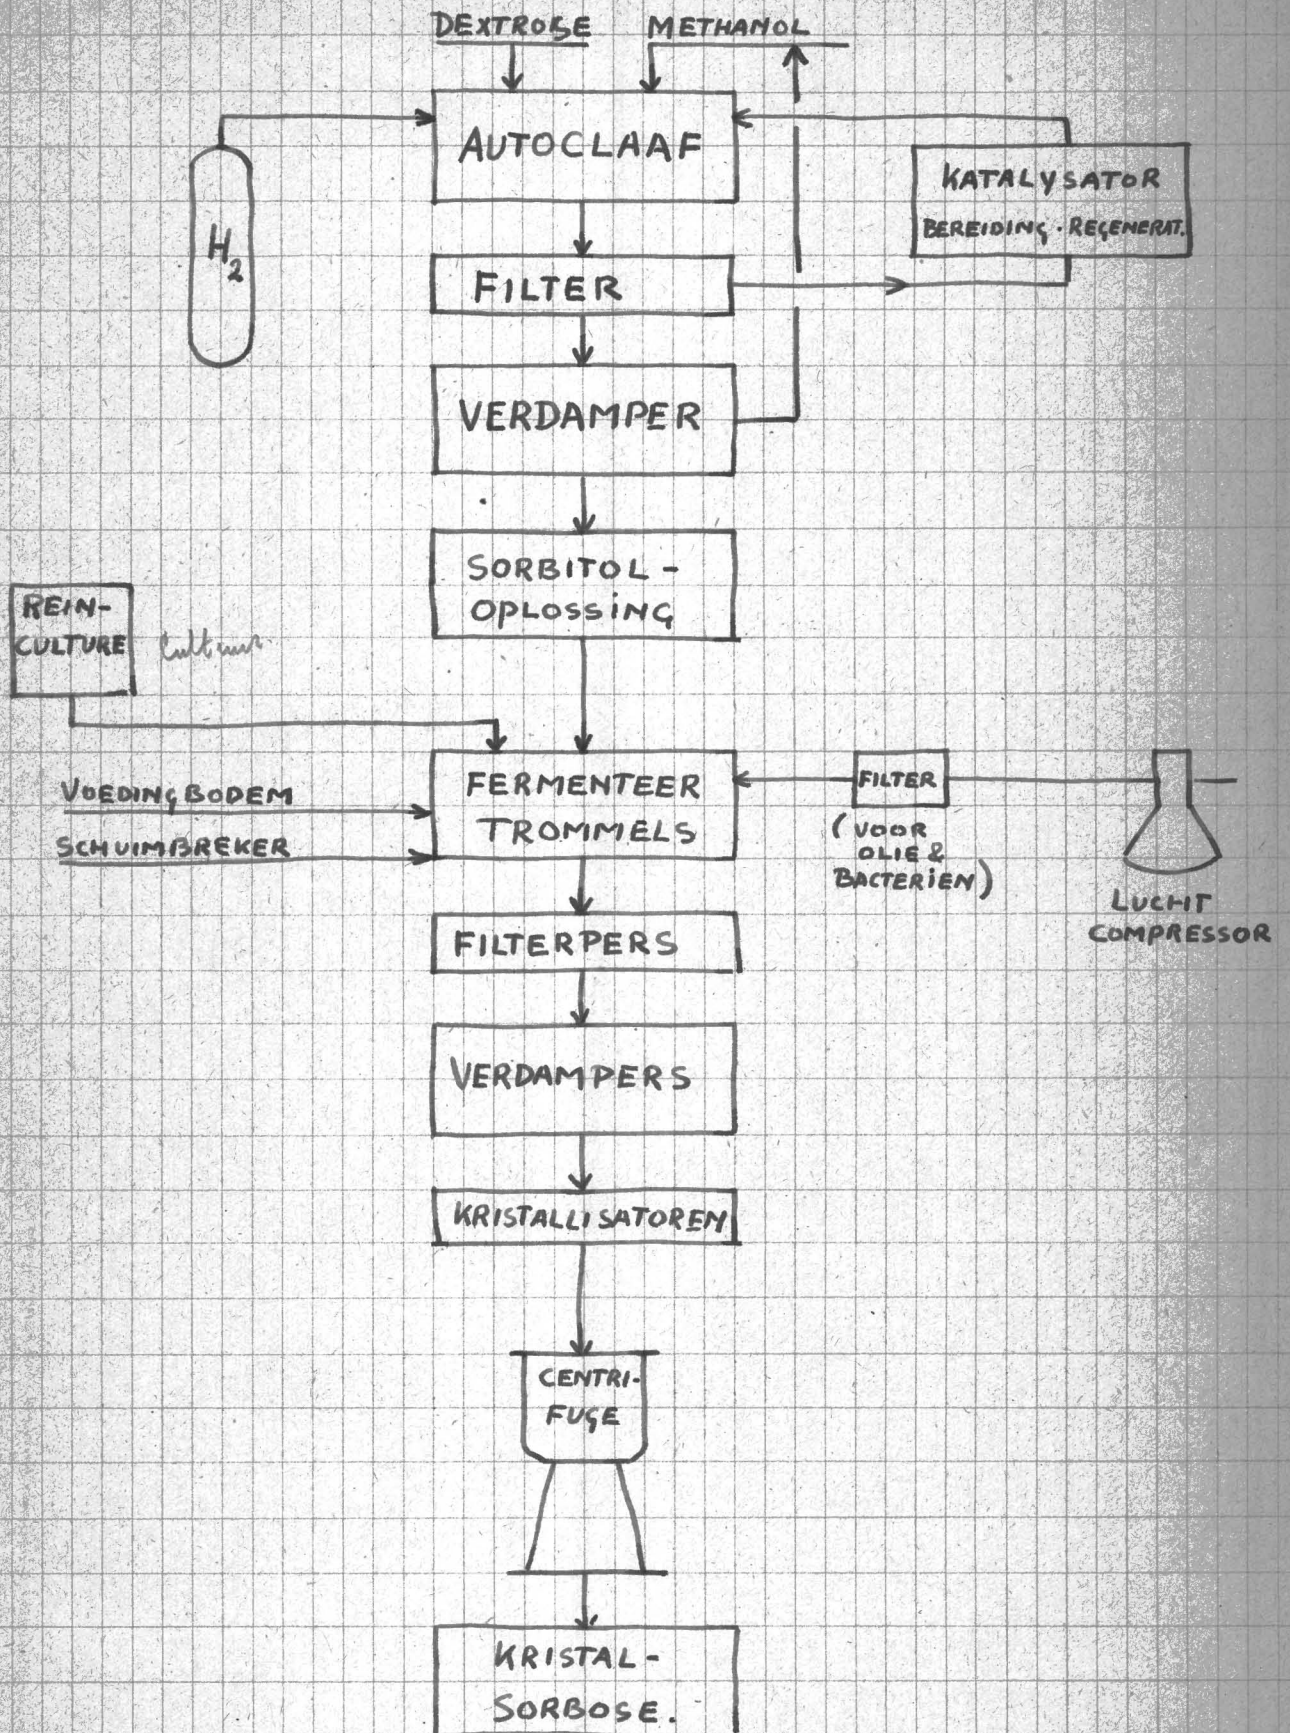 DEXTROSE METHANOL
AUTOCLAAF
KATALYSATOR
BEREIDING · REGENERAT.
H2
FILTER
VERDAMPER
SORBITOL -
OPLOSSING
REIN-
CULTURE
VOEDINGBODEM
SCHUIMBREKER
FERMENTEER
TROMMELS
FILTER
(VOOR
OLIE &
BACTERIËN)
LUCHT
COMPRESSOR
FILTERPERS
VERDAMPERS
KRISTALLISATOREN
CENTRI-
FUGE
KRISTAL-
SORBOSE.